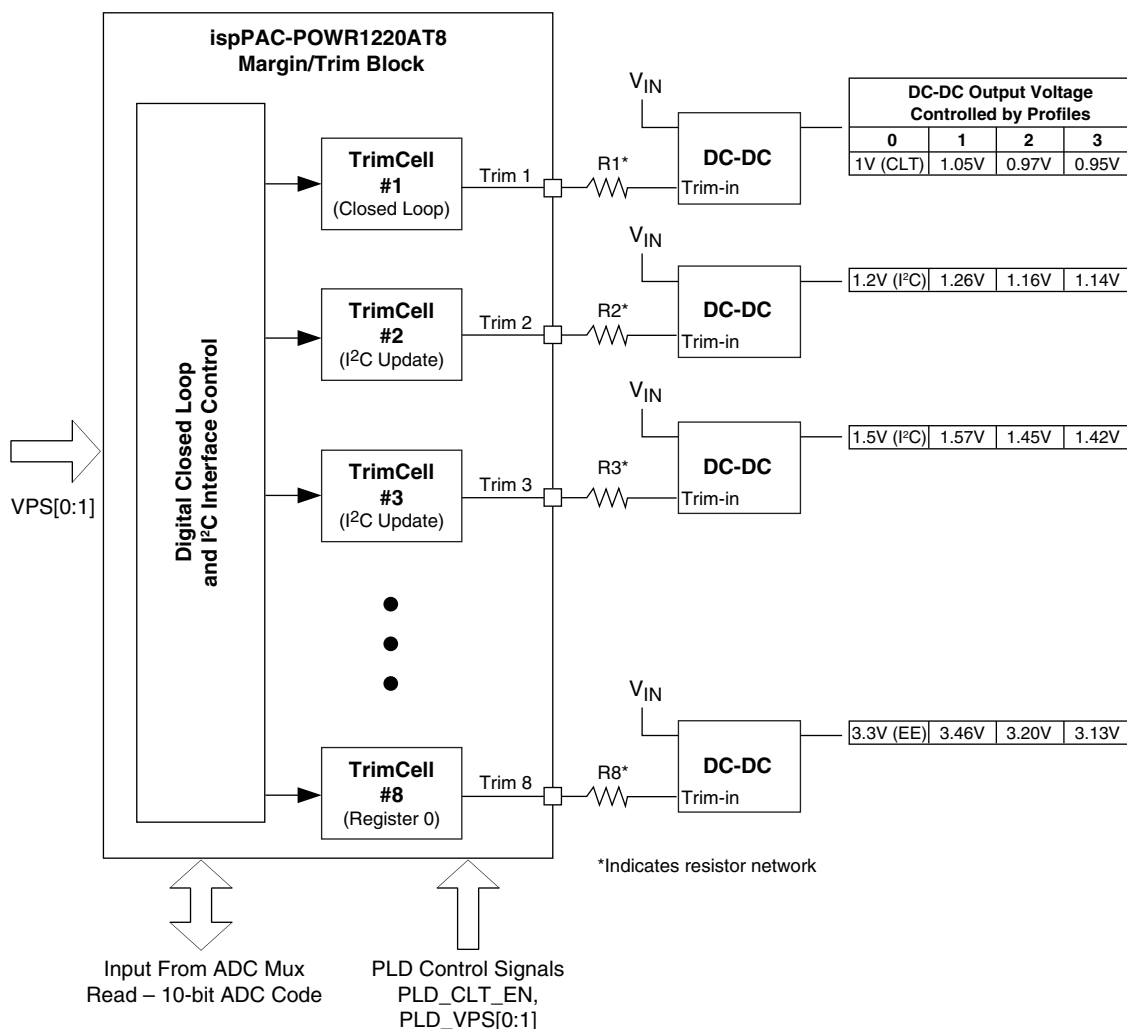 ispPAC-POWR1220AT8
Margin/Trim Block
Digital Closed Loop
and I²C Interface Control
VPS[0:1]
TrimCell
#1
(Closed Loop)
Trim 1
R1*
VIN
DC-DC
Trim-in
DC-DC Output Voltage
Controlled by Profiles
0 1 2 3
1V (CLT) 1.05V 0.97V 0.95V
TrimCell
#2
(I²C Update)
Trim 2
R2*
VIN
DC-DC
Trim-in
1.2V (I²C) 1.26V 1.16V 1.14V
TrimCell
#3
(I²C Update)
Trim 3
R3*
VIN
DC-DC
Trim-in
1.5V (I²C) 1.57V 1.45V 1.42V
TrimCell
#8
(Register 0)
Trim 8
R8*
VIN
DC-DC
Trim-in
3.3V (EE) 3.46V 3.20V 3.13V
*Indicates resistor network
Input From ADC Mux
Read – 10-bit ADC Code
PLD Control Signals
PLD_CLT_EN,
PLD_VPS[0:1]